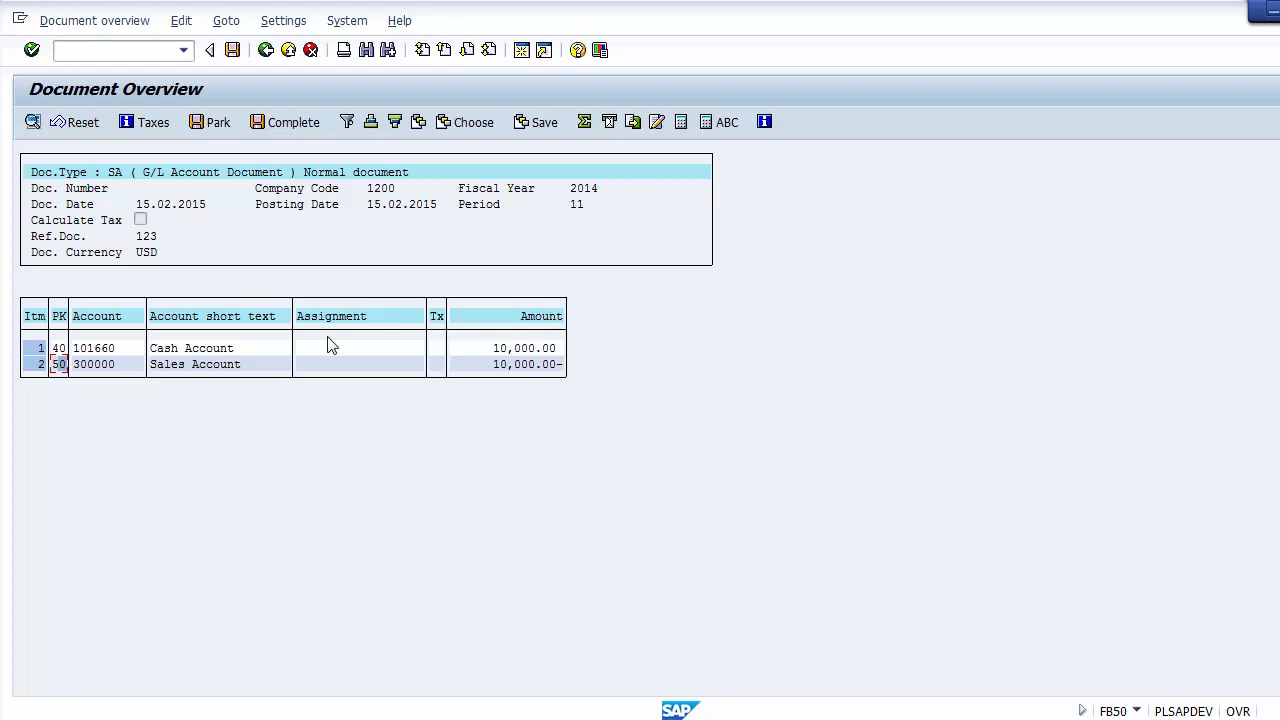 Document overview Edit Goto Settings System Help
Document Overview
Reset Taxes Park Complete Choose Save ABC
Doc.Type : SA ( G/L Account Document ) Normal document
Doc. Number Company Code 1200 Fiscal Year 2014
Doc. Date 15.02.2015 Posting Date 15.02.2015 Period 11
Calculate Tax
Ref.Doc. 123
Doc. Currency USD
Itm PK Account Account short text Assignment Tx Amount
1 40 101660 Cash Account 10,000.00
2 50 300000 Sales Account 10,000.00-
SAP FB50 PLSAPDEV OVR